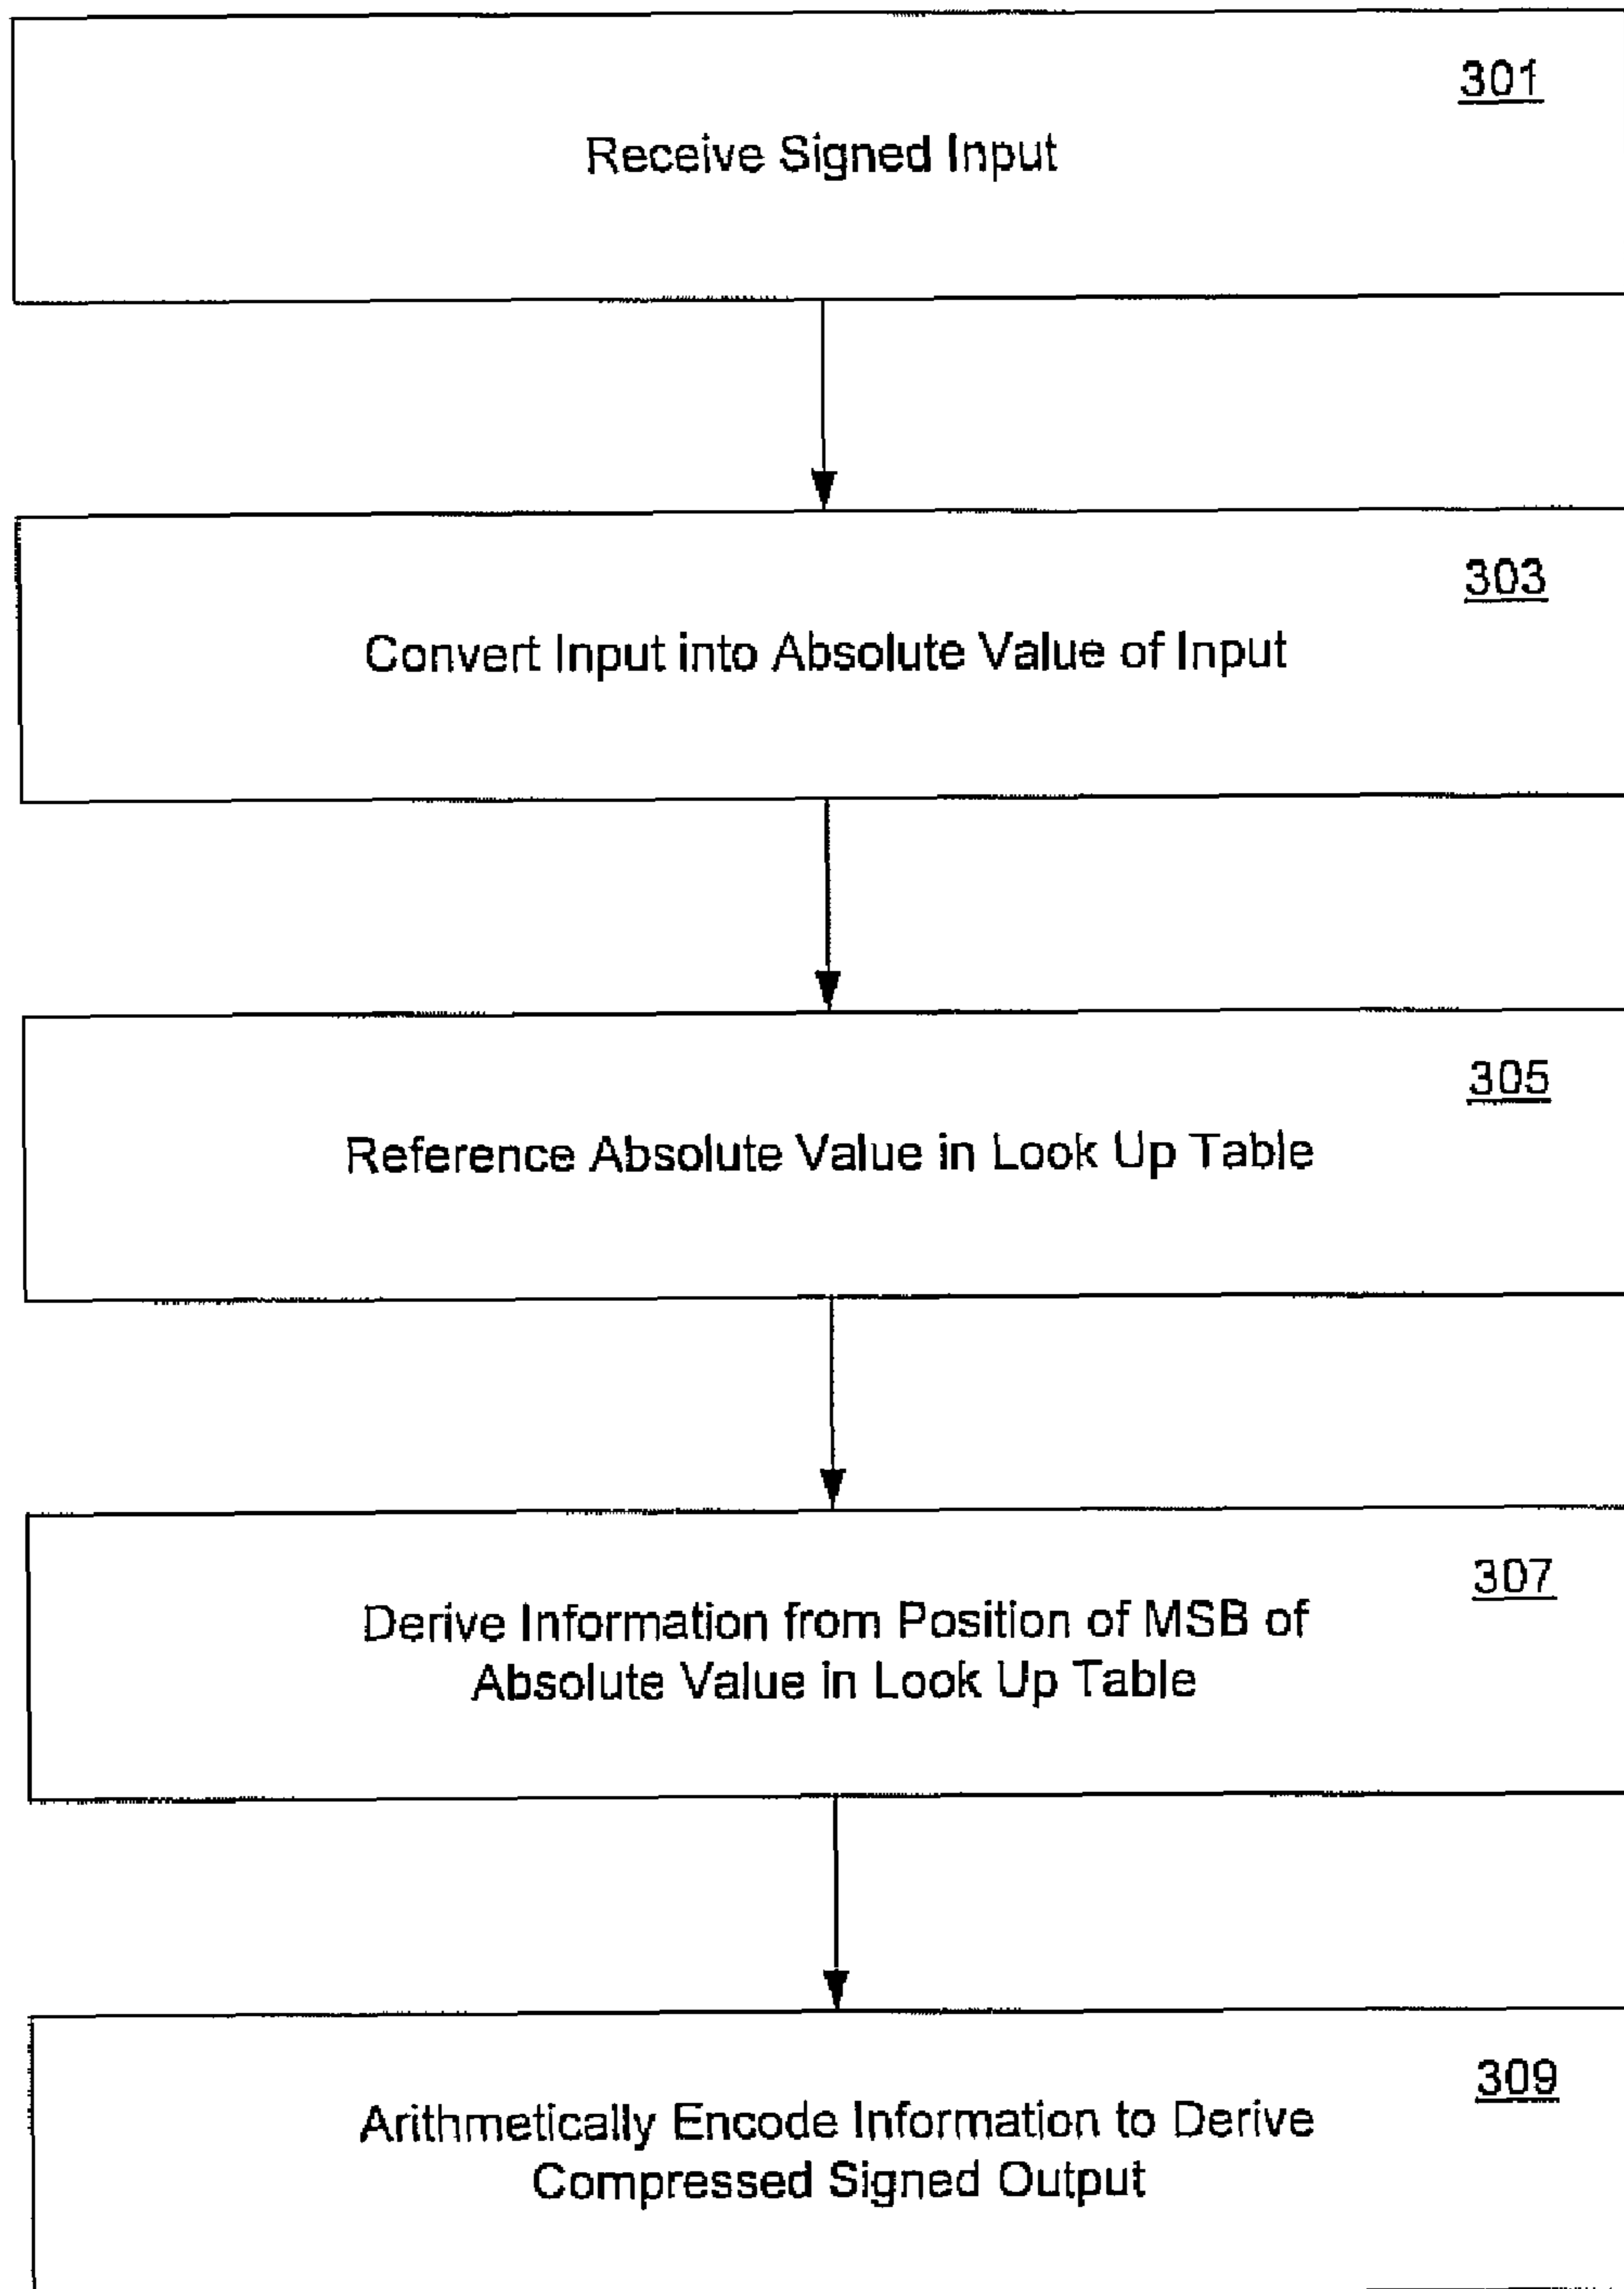 301
Receive Signed Input
303
Convert Input into Absolute Value of Input
305
Reference Absolute Value in Look Up Table
307
Derive Information from Position of MSB of
Absolute Value in Look Up Table
309
Arithmetically Encode Information to Derive
Compressed Signed Output